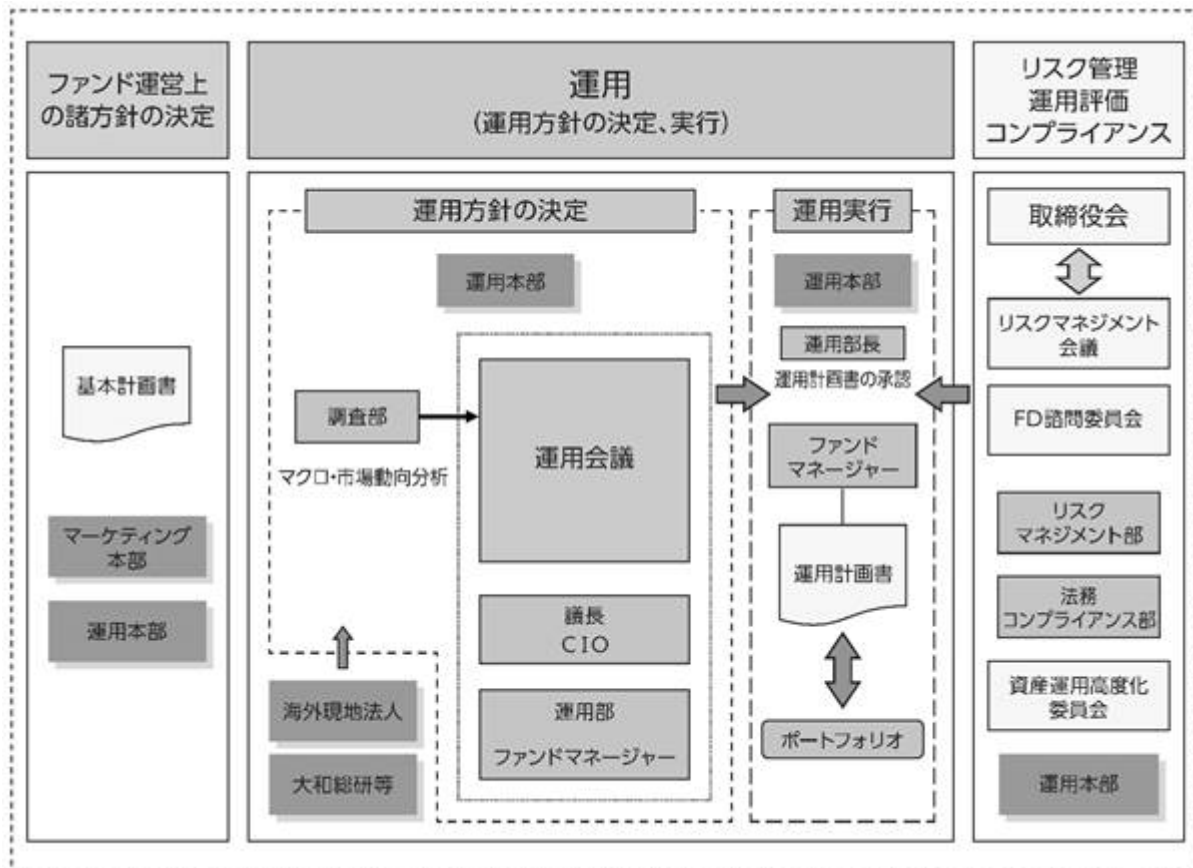 ファンド運営上
の諸方針の決定
運用
(運用方針の決定、実行)
リスク管理
運用評価
コンプライアンス
基本計画書
マーケティング
本部
運用本部
運用方針の決定
運用本部
調査部
マクロ・市場動向分析
運用会議
議長
CIO
運用部
ファンドマネージャー
海外現地法人
大和総研等
運用実行
運用本部
運用部長
運用計画書の承認
ファンド
マネージャー
運用計画書
ポートフォリオ
取締役会
リスクマネジメント
会議
FD諮問委員会
リスク
マネジメント部
法務
コンプライアンス部
資産運用高度化
委員会
運用本部